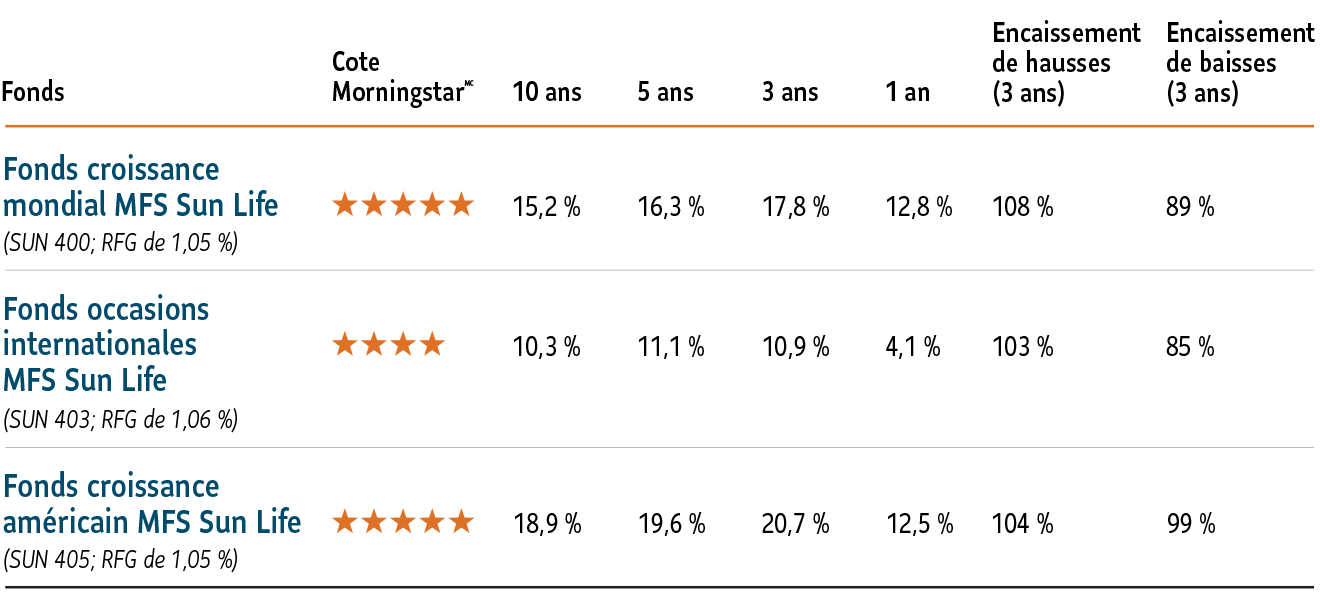 Fonds
Cote
Morningstar MC
10 ans
5 ans
3 ans
1 an
Encaissement
de hausses
(3 ans)
Encaissement
de baisses
(3 ans)
Fonds croissance
mondial MFS Sun Life
(SUN 400; RFG de 1,05 %)
★★★★★ 15,2 % 16,3 % 17,8 % 12,8 % 108 % 89 %
Fonds occasions
internationales
MFS Sun Life
(SUN 403; RFG de 1,06 %)
★★★★ 10,3 % 11,1 % 10,9 % 4,1 % 103 % 85 %
Fonds croissance
américain MFS Sun Life
(SUN 405; RFG de 1,05 %)
★★★★★ 18,9 % 19,6 % 20,7 % 12,5 % 104 % 99 %